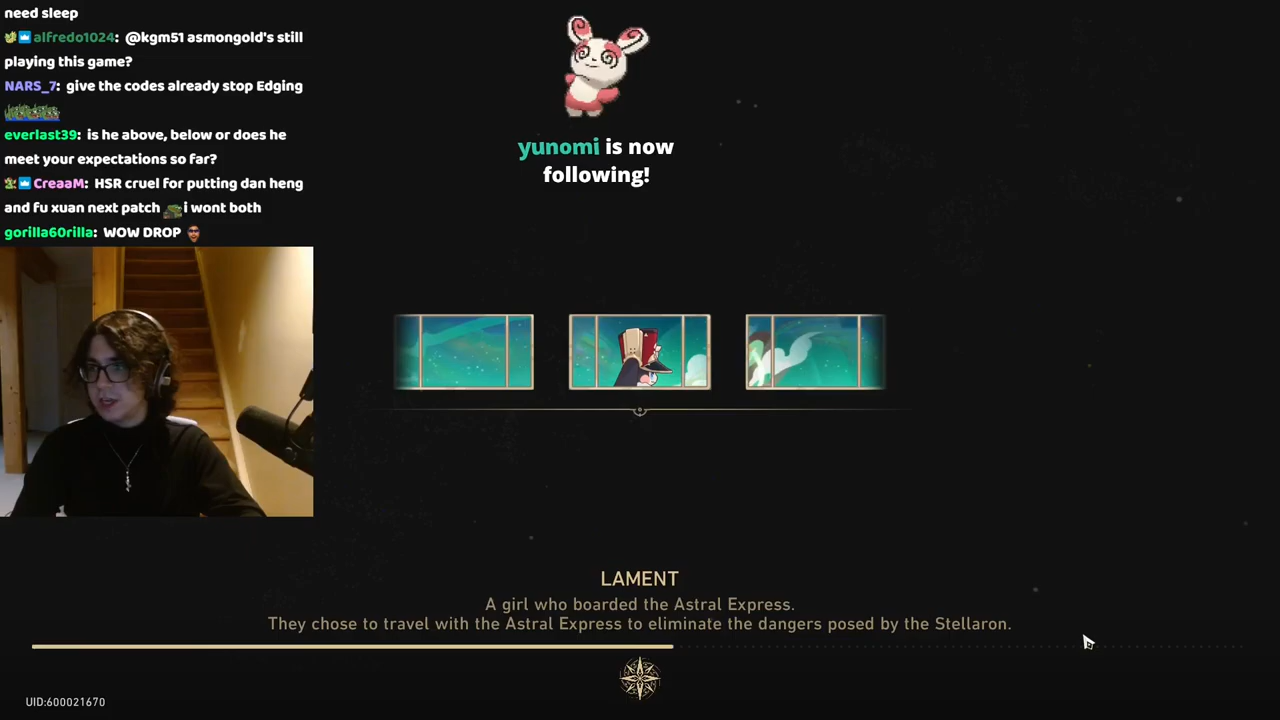 need sleep
alfredo1024: @kgm51 asmongold's still
playing this game?
NARS_7: give the codes already stop Edging
everlast39: is he above, below or does he
meet your expectations so far?
CreaaM: HSR cruel for putting dan heng
and fu xuan next patch i wont both
gorilla60rilla: WOW DROP
yunomi is now
following!
LAMENT
A girl who boarded the Astral Express.
They chose to travel with the Astral Express to eliminate the dangers posed by the Stellaron.
UID:600021670